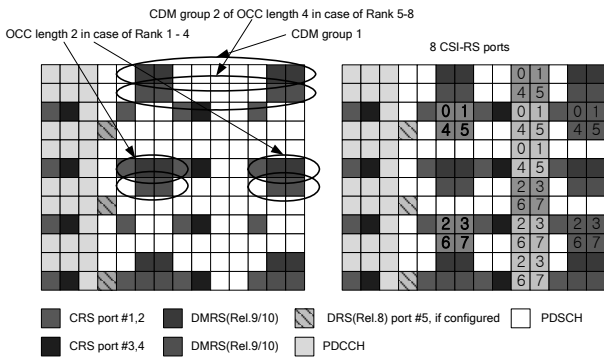 CDM group 2 of OCC length 4 in case of Rank 5-8
OCC length 2 in case of Rank 1 - 4
CDM group 1
8 CSI-RS ports
0 1
4 5
0 1 0 1 0 1
4 5 4 5 4 5
0 1
4 5
2 3
6 7
2 3 2 3 2 3
6 7 6 7 6 7
2 3
6 7
CRS port #1,2
DMRS(Rel.9/10)
DRS(Rel.8) port #5, if configured
PDSCH
CRS port #3,4
DMRS(Rel.9/10)
PDCCH